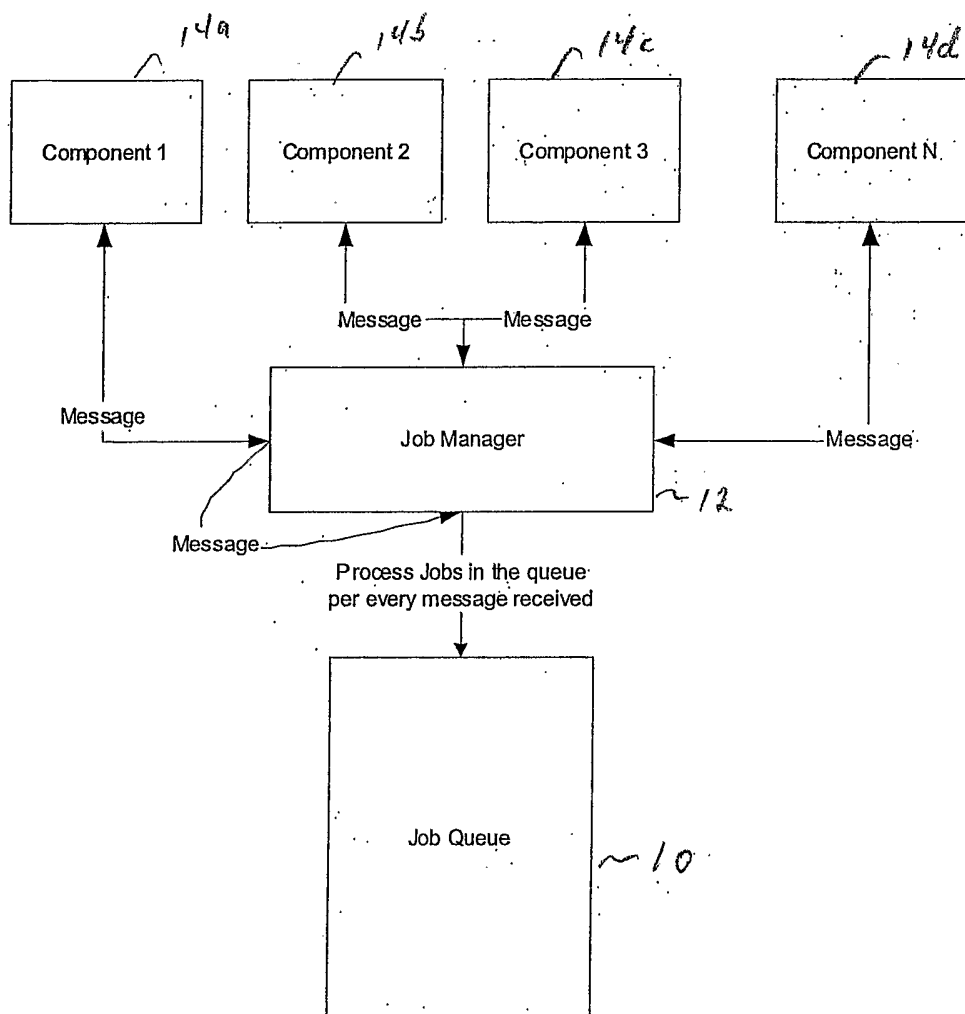 14a
14b
14c
14d
Component 1
Component 2
Component 3
Component N
Message
Message
Message
Job Manager
Message
12
Message
Process Jobs in the queue
per every message received
Job Queue
10